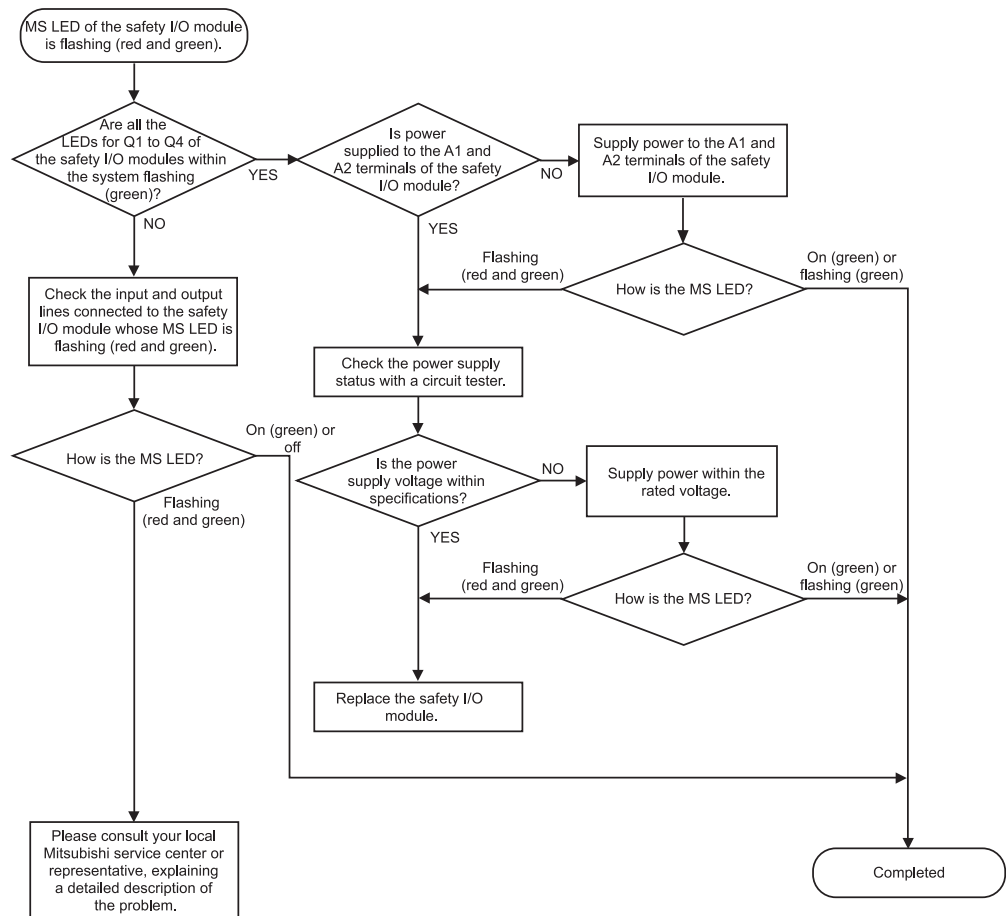 MS LED of the safety I/O module
is flashing (red and green).
Are all the
LEDs for Q1 to Q4 of
the safety I/O modules within
the system flashing
(green)?
YES
NO
Is
power
supplied to the A1 and
A2 terminals of the safety
I/O module?
NO
YES
Supply power to the A1 and
A2 terminals of the safety
I/O module.
Flashing
(red and green)
How is the MS LED?
On (green) or
flashing (green)
Check the input and output
lines connected to the safety
I/O module whose MS LED is
flashing (red and green).
Check the power supply
status with a circuit tester.
How is the MS LED?
On (green) or
off
Flashing
(red and green)
Is the power
supply voltage within
specifications?
NO
YES
Supply power within the
rated voltage.
Flashing
(red and green)
How is the MS LED?
On (green) or
flashing (green)
Replace the safety I/O
module.
Please consult your local
Mitsubishi service center or
representative, explaining
a detailed description of
the problem.
Completed